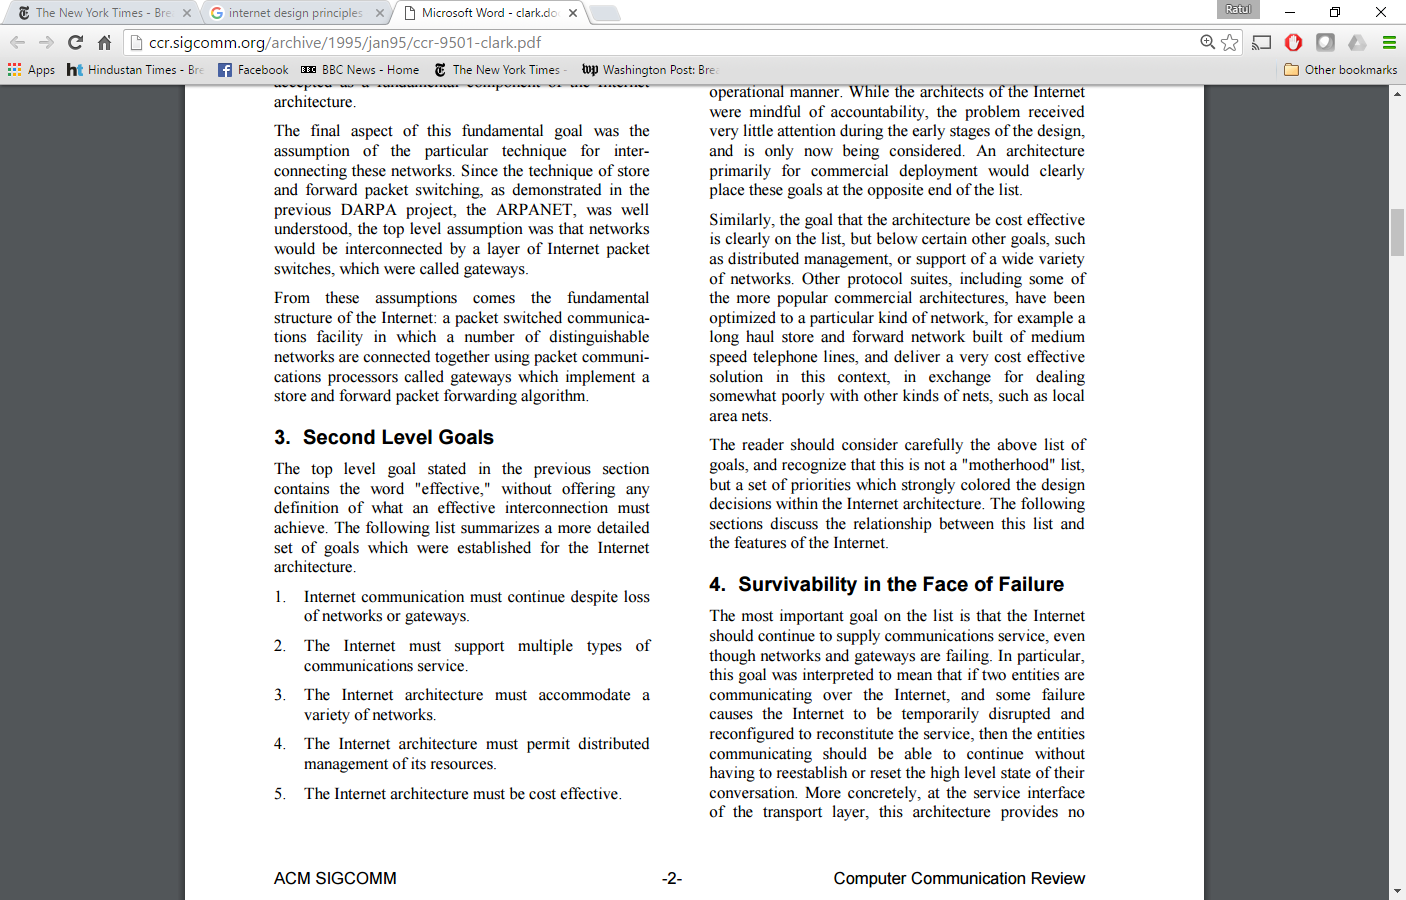 The New York Times - Bre
internet design principles
Microsoft Word - clark.do
Ratul
ccr.sigcomm.org/archive/1995/jan95/ccr-9501-clark.pdf
Apps
Hindustan Times - Bre
Facebook
BBC News - Home
The New York Times -
Washington Post: Brea
Other bookmarks
accepted as a fundamental component of the Internet
architecture.
The final aspect of this fundamental goal was the
assumption of the particular technique for inter-
connecting these networks. Since the technique of store
and forward packet switching, as demonstrated in the
previous DARPA project, the ARPANET, was well
understood, the top level assumption was that networks
would be interconnected by a layer of Internet packet
switches, which were called gateways.
From these assumptions comes the fundamental
structure of the Internet: a packet switched communica-
tions facility in which a number of distinguishable
networks are connected together using packet communi-
cations processors called gateways which implement a
store and forward packet forwarding algorithm.
3. Second Level Goals
The top level goal stated in the previous section
contains the word "effective," without offering any
definition of what an effective interconnection must
achieve. The following list summarizes a more detailed
set of goals which were established for the Internet
architecture.
1. Internet communication must continue despite loss
of networks or gateways.
2. The Internet must support multiple types of
communications service.
3. The Internet architecture must accommodate a
variety of networks.
4. The Internet architecture must permit distributed
management of its resources.
5. The Internet architecture must be cost effective.
operational manner. While the architects of the Internet
were mindful of accountability, the problem received
very little attention during the early stages of the design,
and is only now being considered. An architecture
primarily for commercial deployment would clearly
place these goals at the opposite end of the list.
Similarly, the goal that the architecture be cost effective
is clearly on the list, but below certain other goals, such
as distributed management, or support of a wide variety
of networks. Other protocol suites, including some of
the more popular commercial architectures, have been
optimized to a particular kind of network, for example a
long haul store and forward network built of medium
speed telephone lines, and deliver a very cost effective
solution in this context, in exchange for dealing
somewhat poorly with other kinds of nets, such as local
area nets.
The reader should consider carefully the above list of
goals, and recognize that this is not a "motherhood" list,
but a set of priorities which strongly colored the design
decisions within the Internet architecture. The following
sections discuss the relationship between this list and
the features of the Internet.
4. Survivability in the Face of Failure
The most important goal on the list is that the Internet
should continue to supply communications service, even
though networks and gateways are failing. In particular,
this goal was interpreted to mean that if two entities are
communicating over the Internet, and some failure
causes the Internet to be temporarily disrupted and
reconfigured to reconstitute the service, then the entities
communicating should be able to continue without
having to reestablish or reset the high level state of their
conversation. More concretely, at the service interface
of the transport layer, this architecture provides no
ACM SIGCOMM
-2-
Computer Communication Review